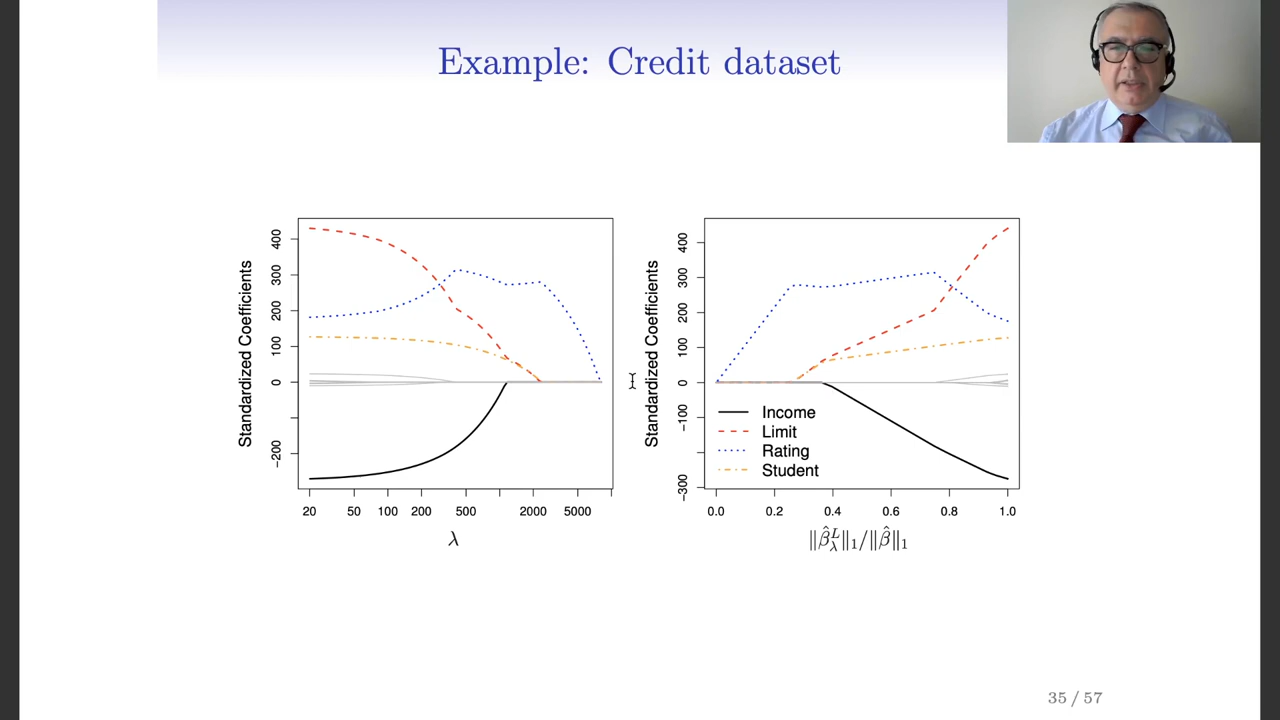 Example: Credit dataset
Standardized Coefficients
400
300
200
100
0
−200
20 50 100 200 500 2000 5000
λ
Standardized Coefficients
400
300
200
100
0
−100
−300
Income
Limit
Rating
Student
0.0 0.2 0.4 0.6 0.8 1.0
‖β̂^L_λ‖₁/‖β̂‖₁
35 / 57